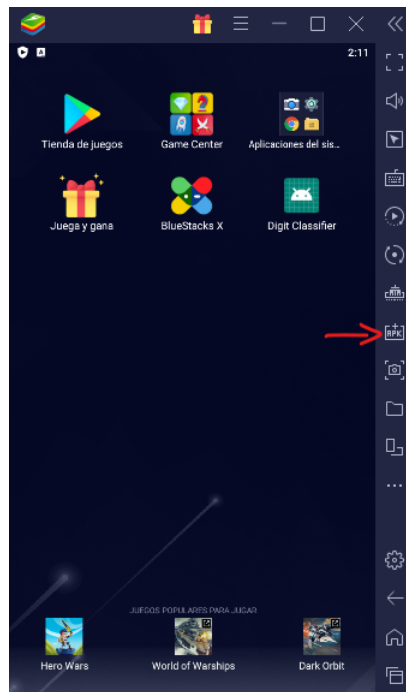 2:11
Tienda de juegos
Game Center
Aplicaciones del sis...
Juega y gana
BlueStacks X
Digit Classifier
APK
JUEGOS POPULARES PARA JUGAR
Hero Wars
World of Warships
Dark Orbit